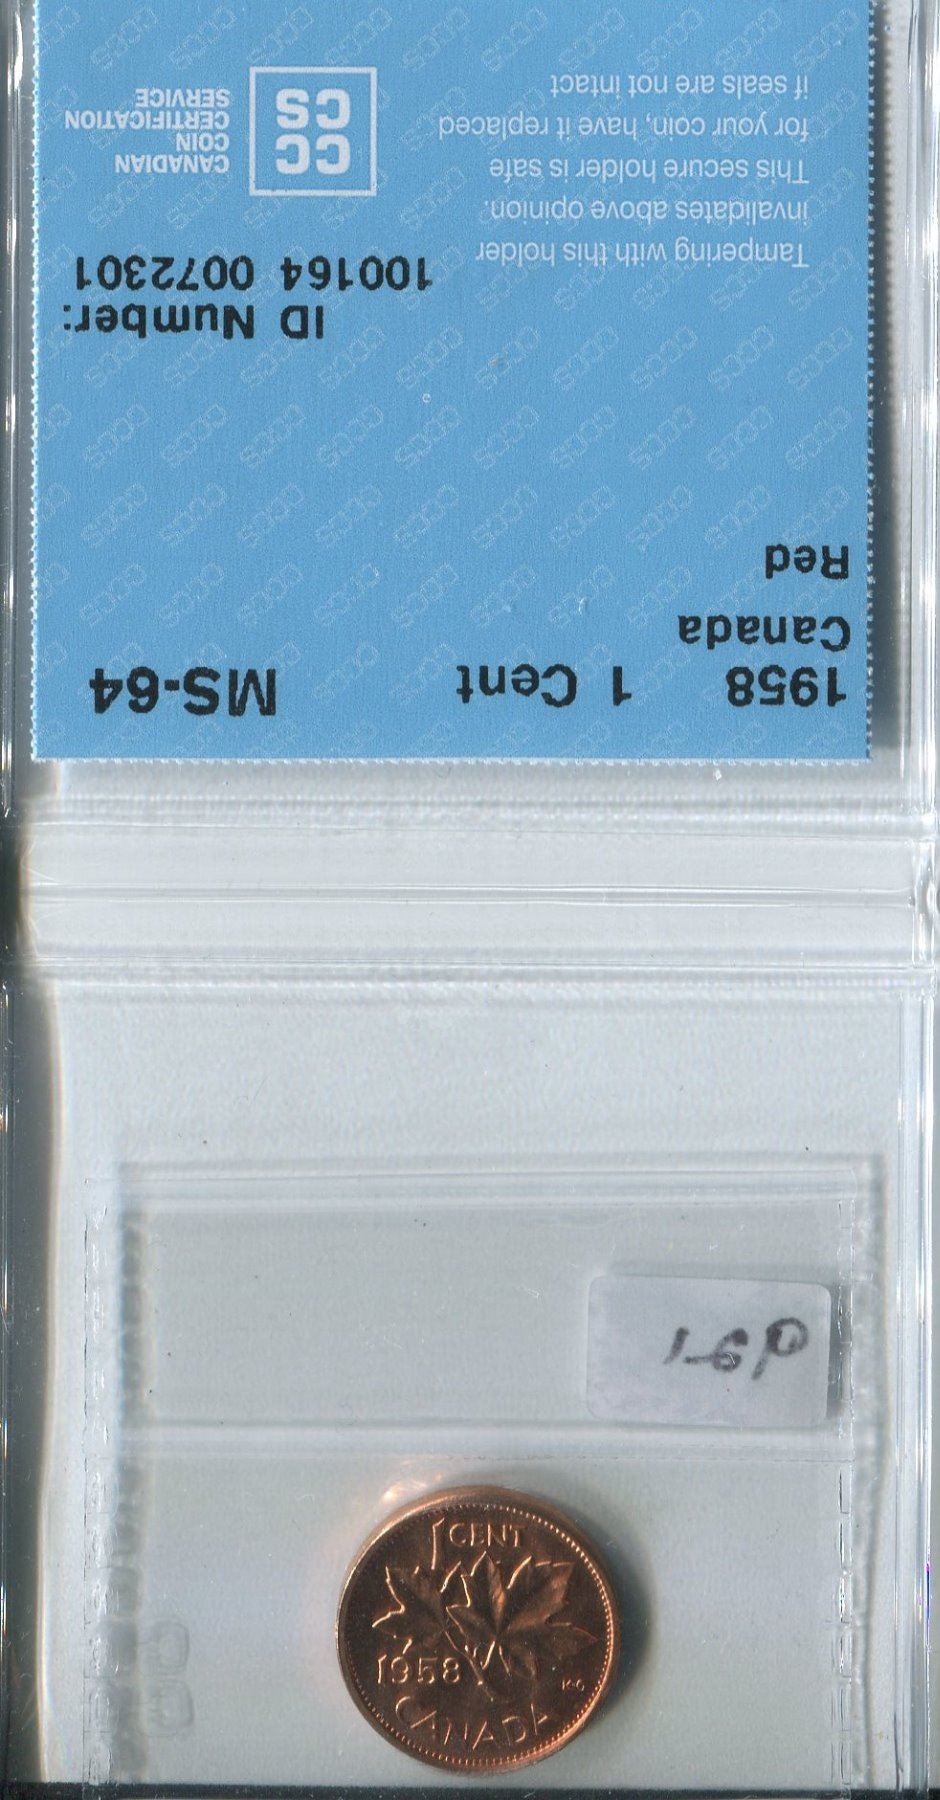 1958 1 Cent MS-64
Canada
Red
ID Number:
100164 0072301
Tampering with this holder
invalidates above opinion.
This secure holder is safe
for your coin, have it replaced
if seals are not intact
CC
CS
CANADIAN
COIN
CERTIFICATION
SERVICE
1 CENT
1958
KG
CANADA